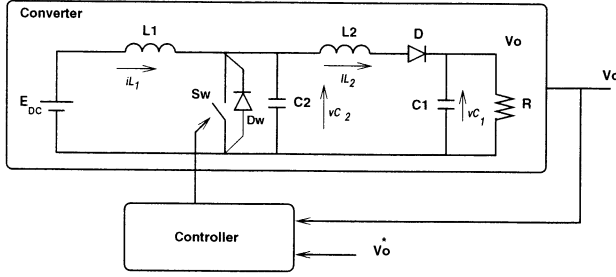 Converter
L1
L2
D
Vo
Vo
iL1
iL2
EDC
Sw
Dw
C2
vC2
C1
vC1
R
Controller
Vo*